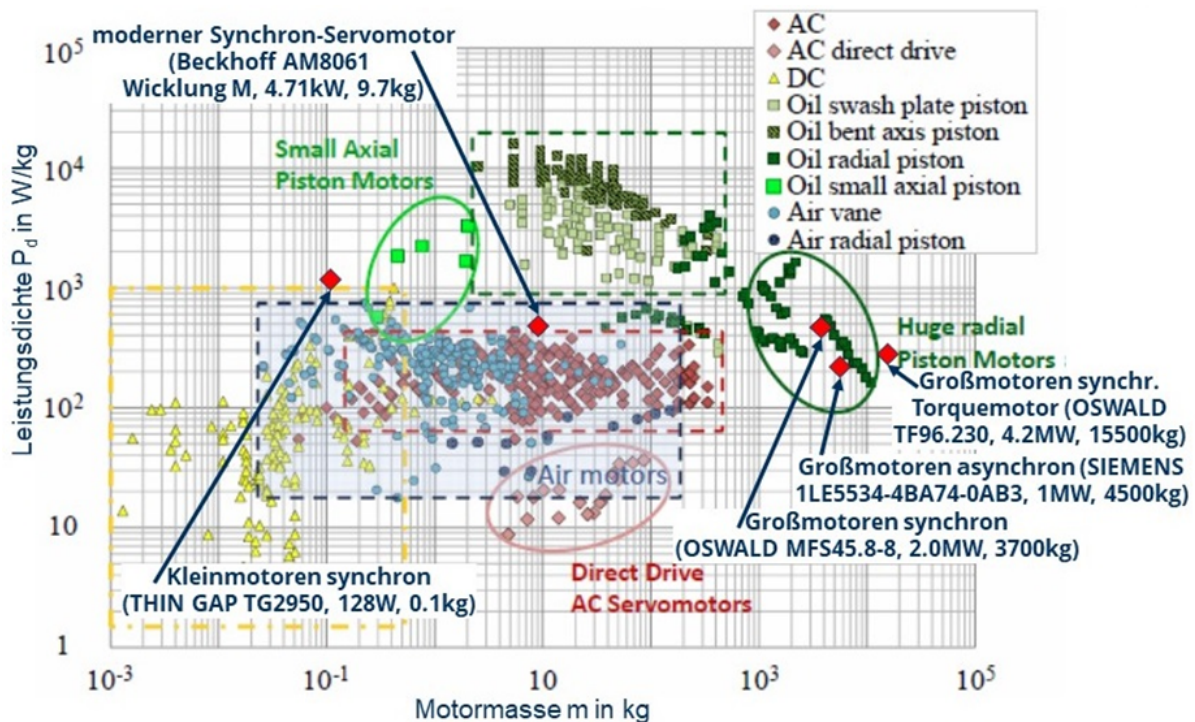 moderner Synchron-Servomotor
(Beckhoff AM8061
Wicklung M, 4.71kW, 9.7kg)
AC
AC direct drive
DC
Oil swash plate piston
Oil bent axis piston
Oil radial piston
Oil small axial piston
Air vane
Air radial piston
Small Axial
Piston Motors
Huge radial
Piston Motors
Großmotoren synchr.
Torquemotor (OSWALD
TF96.230, 4.2MW, 15500kg)
Großmotoren asynchron (SIEMENS
1LE5534-4BA74-0AB3, 1MW, 4500kg)
Großmotoren synchron
(OSWALD MFS45.8-8, 2.0MW, 3700kg)
Air motors
Direct Drive
AC Servomotors
Kleinmotoren synchron
(THIN GAP TG2950, 128W, 0.1kg)
Leistungsdichte Pd in W/kg
10⁵
10⁴
10³
10²
10
1
10⁻³
10⁻¹
10
10³
10⁵
Motormasse m in kg